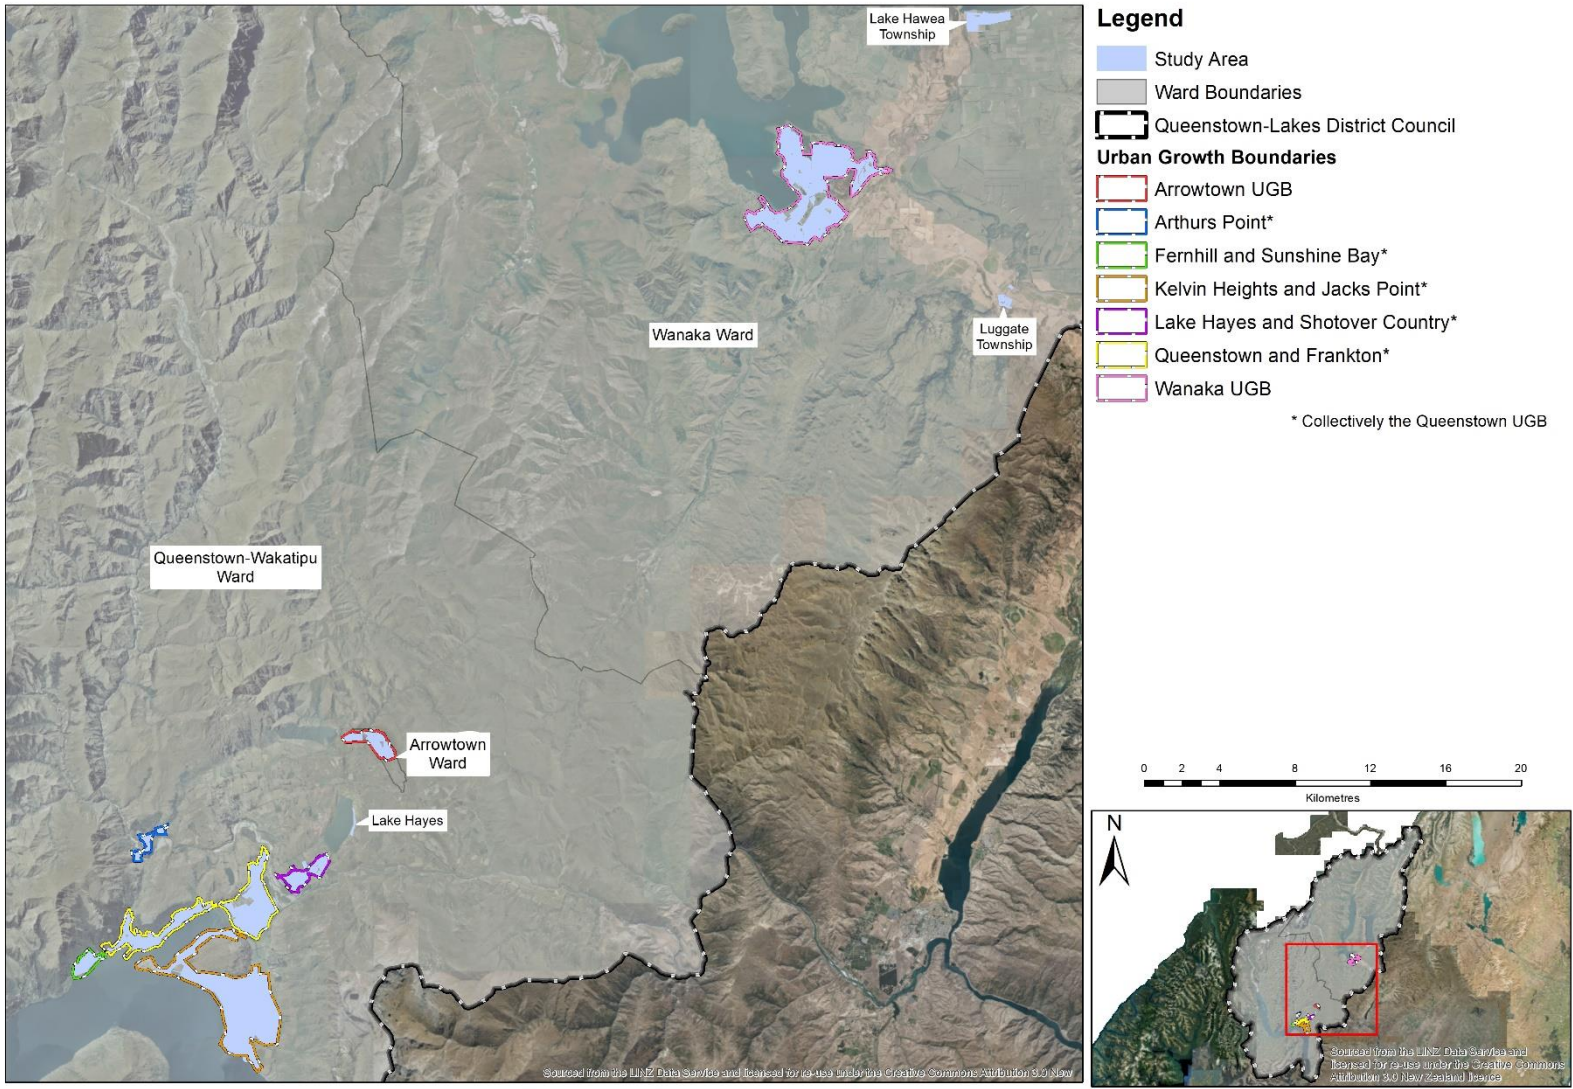 Lake Hawea
Township
Wanaka Ward
Luggate
Township
Queenstown-Wakatipu
Ward
Arrowtown
Ward
Lake Hayes
Sourced from the LINZ Data Service and licensed for re-use under the Creative Commons Attribution 3.0 New
Legend
Study Area
Ward Boundaries
Queenstown-Lakes District Council
Urban Growth Boundaries
Arrowtown UGB
Arthurs Point*
Fernhill and Sunshine Bay*
Kelvin Heights and Jacks Point*
Lake Hayes and Shotover Country*
Queenstown and Frankton*
Wanaka UGB
* Collectively the Queenstown UGB
0 2 4 8 12 16 20
Kilometres
N
Sourced from the LINZ Data Service and
licensed for re-use under the Creative Commons
Attribution 3.0 New Zealand licence